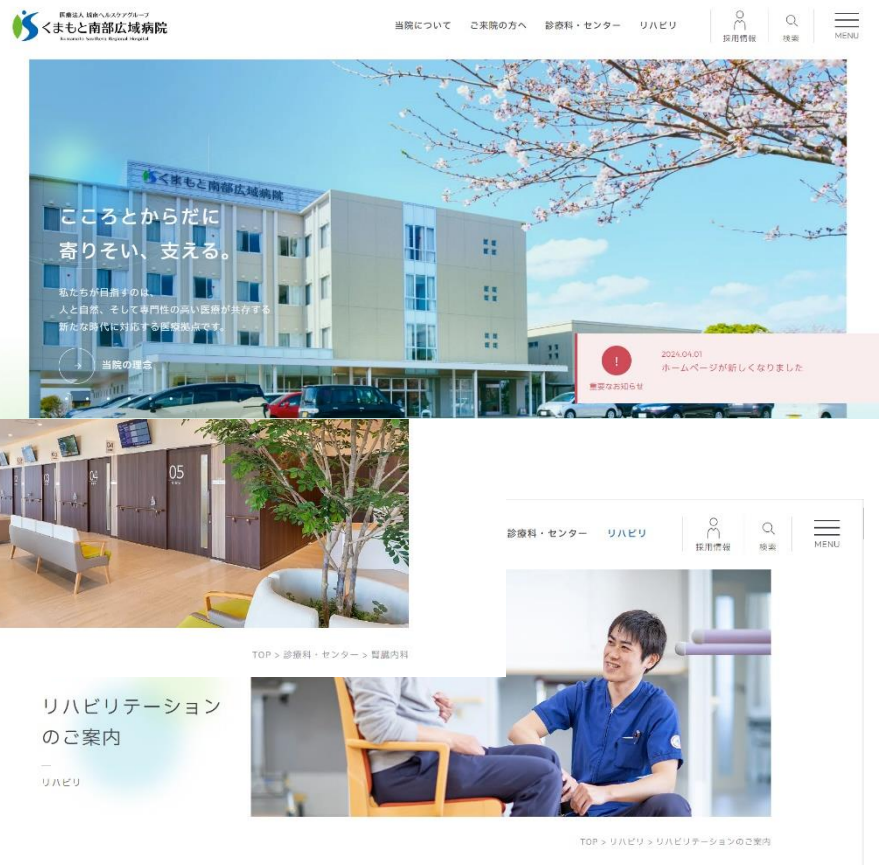 医療法人 城南ヘルスケアグループ
くまもと南部広域病院
Kumamoto Southern Regional Hospital
当院について ご来院の方へ 診療科・センター リハビリ
採用情報 検索 MENU
くまもと南部広域病院
こころとからだに
寄りそい、支える。
私たちが目指すのは、
人と自然、そして専門性の高い医療が共存する
新たな時代に対応する医療拠点です。
当院の理念
!
重要なお知らせ
2024.04.01
ホームページが新しくなりました
04
05
診療科・センター リハビリ
採用情報 検索 MENU
TOP > 診療科・センター > 腎臓内科
リハビリテーション
のご案内
リハビリ
TOP > リハビリ > リハビリテーションのご案内